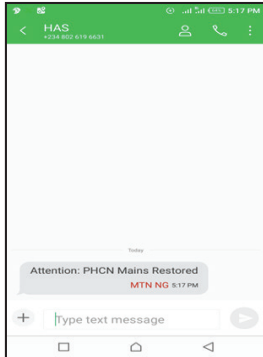 5:17 PM
HAS
+234 802 619 6631
Today
Attention: PHCN Mains Restored
MTN NG 5:17 PM
Type text message